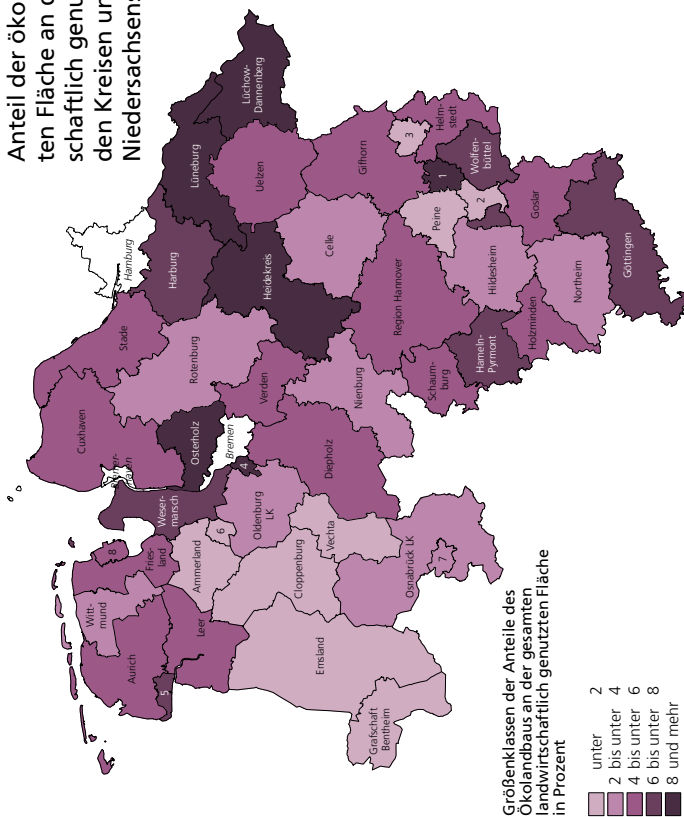 Anteil der öko
ten Fläche an d
schaftlich genu
den Kreisen un
Niedersachsens
Cuxhaven
Stade
Hamburg
Bremer-
haven
Harburg
Lüneburg
Lüchow-
Dannenberg
Uelzen
Heidekreis
Rotenburg
Osterholz
Bremen
Verden
Weser-
marsch
4
8
Fries-
land
Witt-
mund
Aurich
5
Leer
Ammerland
6
Oldenburg
LK
Cloppenburg
Vechta
Diepholz
Nienburg
Celle
Gifhorn
3
Helm-
stedt
1
Wolfen-
büttel
2
Peine
Region Hannover
Schaum-
burg
Hameln-
Pyrmont
Hildesheim
Holzminden
Goslar
Northeim
Göttingen
Emsland
Grafschaft
Bentheim
Osnabrück LK
7
Größenklassen der Anteile des
Ökolandbaus an der gesamten
landwirtschaftlich genutzten Fläche
in Prozent
unter 2
2 bis unter 4
4 bis unter 6
6 bis unter 8
8 und mehr